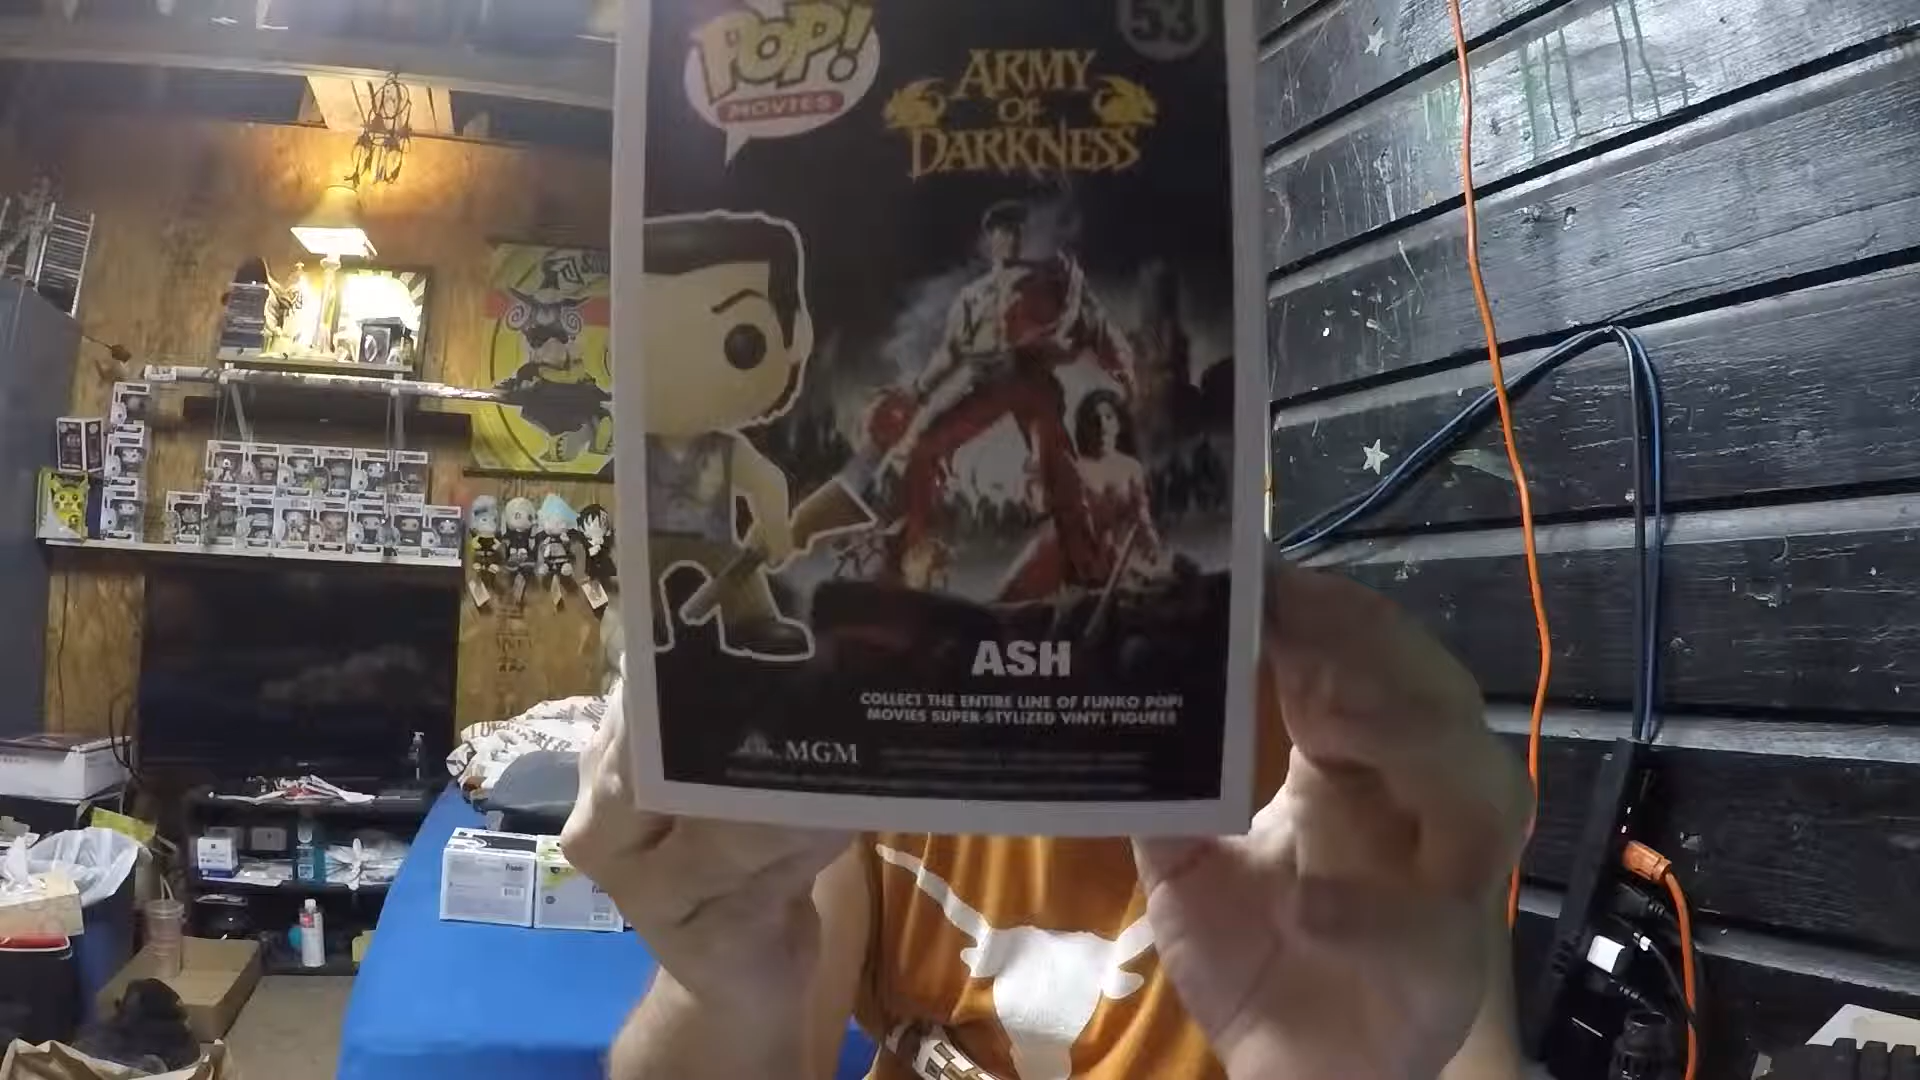 POP!
MOVIES
53
ARMY
OF
DARKNESS
ASH
COLLECT THE ENTIRE LINE OF FUNKO POP!
MOVIES SUPER-STYLIZED VINYL FIGURES
MGM